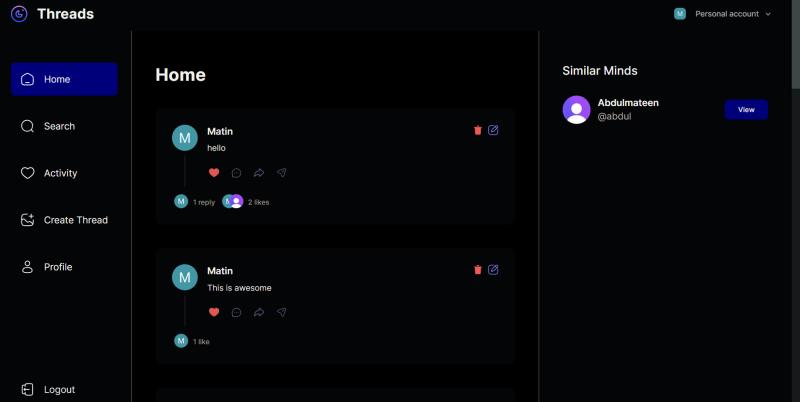 Threads
M Personal account
Home
Search
Activity
Create Thread
Profile
Logout
Home
M Matin
hello
M 1 reply M 2 likes
M Matin
This is awesome
M 1 like
Similar Minds
Abdulmateen
@abdul
View